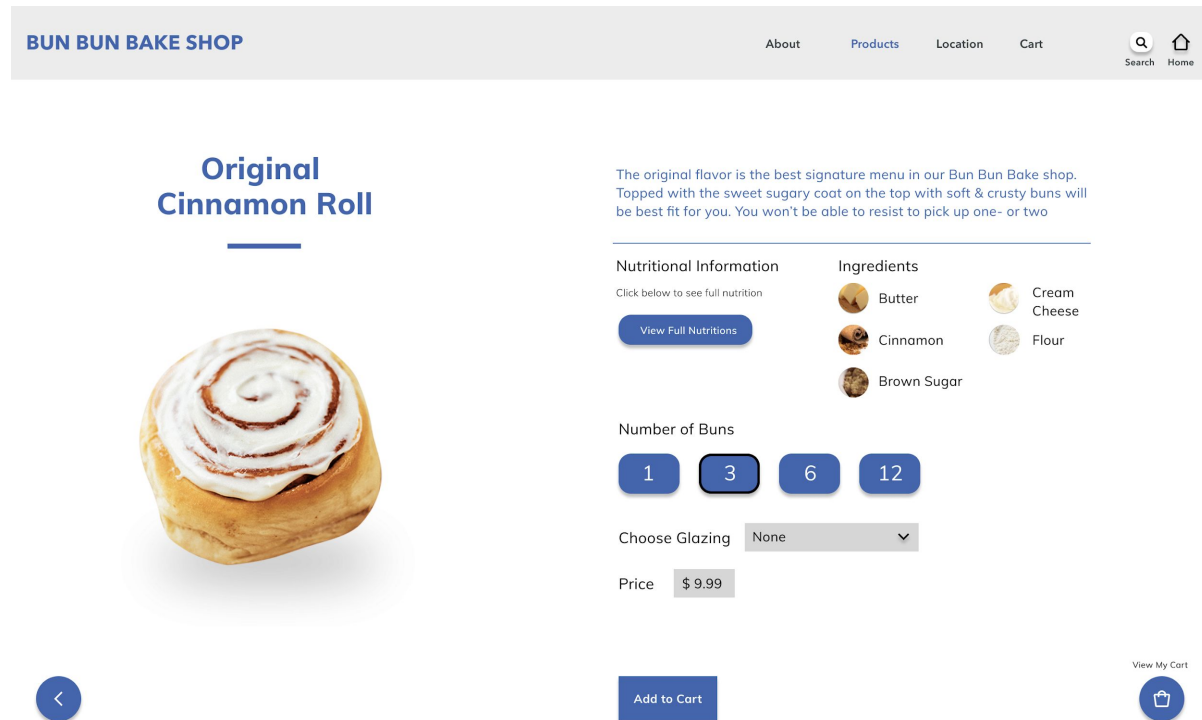 BUN BUN BAKE SHOP
About
Products
Location
Cart
Search
Home
Original
Cinnamon Roll
The original flavor is the best signature menu in our Bun Bun Bake shop.
Topped with the sweet sugary coat on the top with soft & crusty buns will
be best fit for you. You won't be able to resist to pick up one- or two
Nutritional Information
Click below to see full nutrition
View Full Nutritions
Ingredients
Butter
Cream
Cheese
Cinnamon
Flour
Brown Sugar
Number of Buns
1
3
6
12
Choose Glazing
None
Price
$ 9.99
Add to Cart
View My Cart